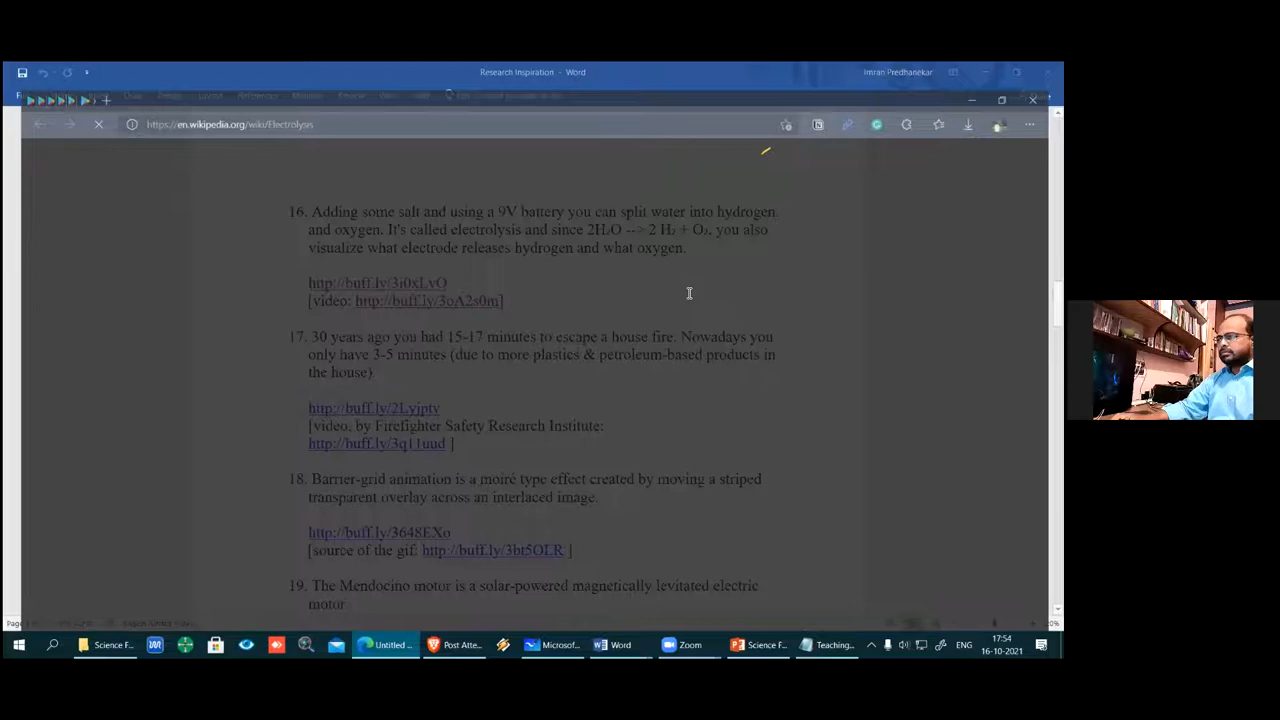 Research Inspiration - Word
Imran Predhanekar
https://en.wikipedia.org/wiki/Electrolysis
16. Adding some salt and using a 9V battery you can split water into hydrogen
and oxygen. It's called electrolysis and since 2H₂O --> 2 H₂ + O₂, you also
visualize what electrode releases hydrogen and what oxygen.
http://buff.ly/3i0xLvO
[video: http://buff.ly/3oA2s0m]
17. 30 years ago you had 15-17 minutes to escape a house fire. Nowadays you
only have 3-5 minutes (due to more plastics & petroleum-based products in
the house)
http://buff.ly/2Lyjptv
[video, by Firefighter Safety Research Institute:
http://buff.ly/3q11uud ]
18. Barrier-grid animation is a moiré type effect created by moving a striped
transparent overlay across an interlaced image.
http://buff.ly/3648EXo
[source of the gif: http://buff.ly/3bt5OLR ]
19. The Mendocino motor is a solar-powered magnetically levitated electric
motor
Science F...
Untitled
Post Atte...
Microsof...
Word
Zoom
Science F...
Teaching...
ENG
17:54
16-10-2021